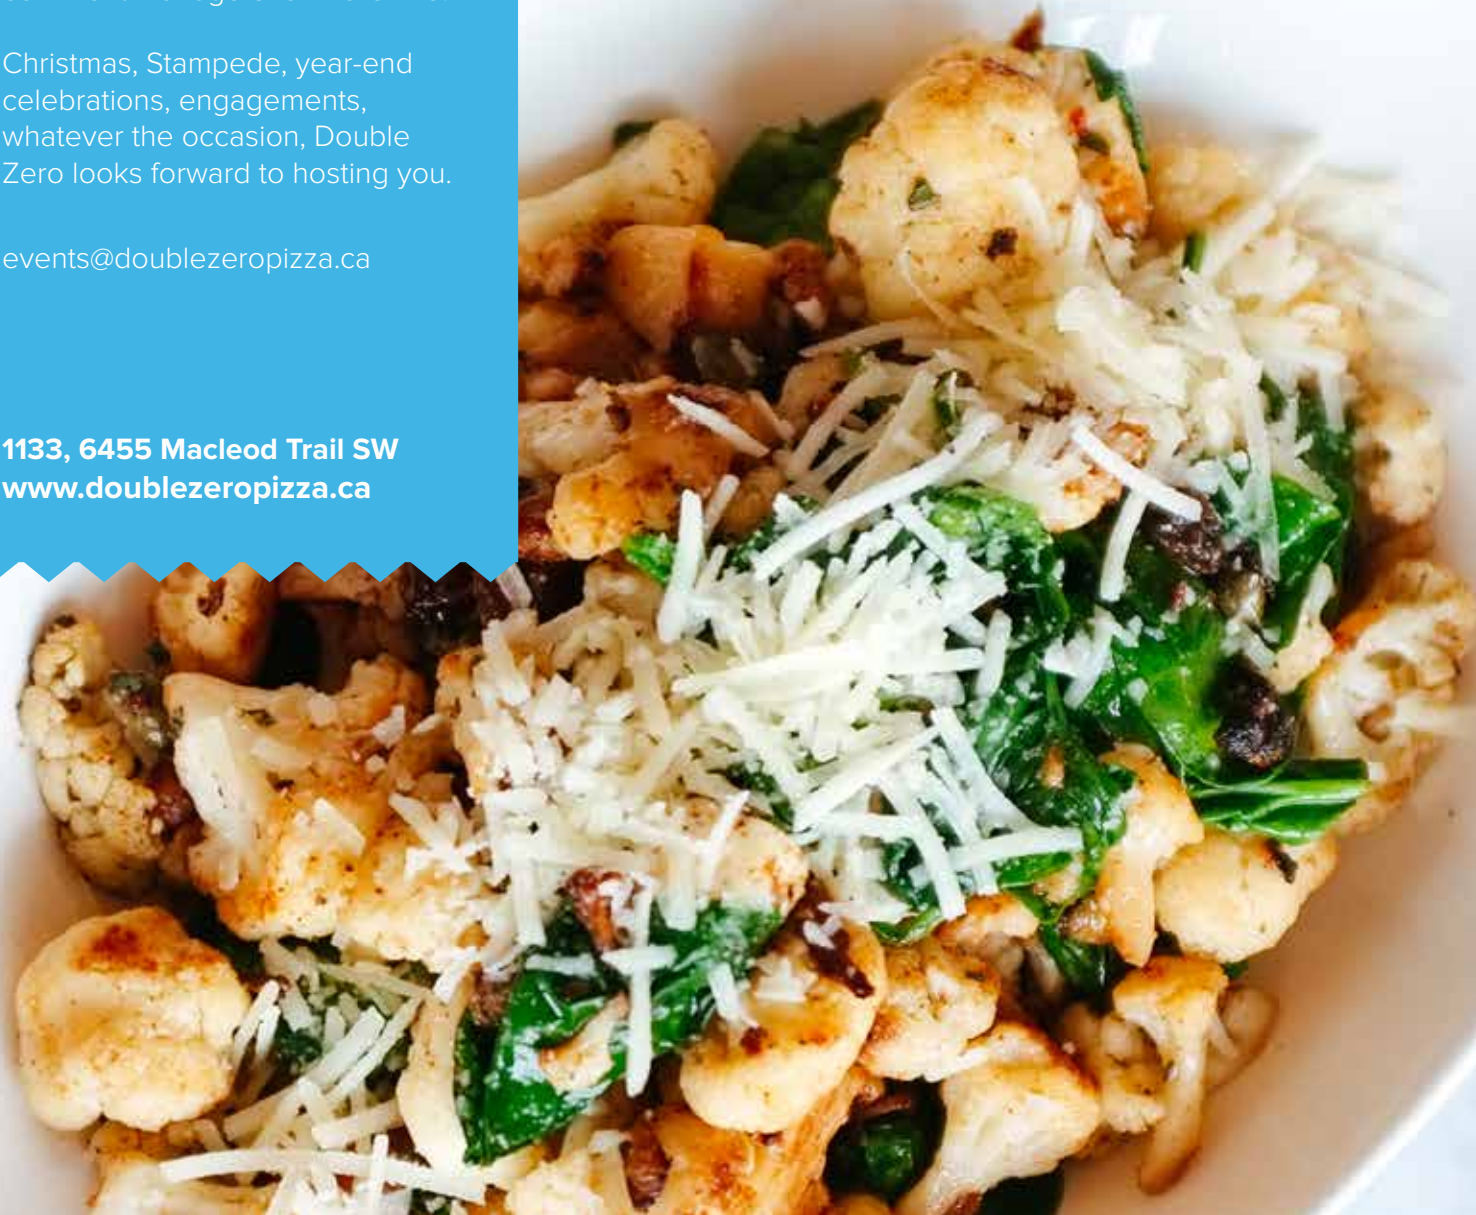 Christmas, Stampede, year-end
celebrations, engagements,
whatever the occasion, Double
Zero looks forward to hosting you.
events@doublezeropizza.ca
1133, 6455 Macleod Trail SW
www.doublezeropizza.ca